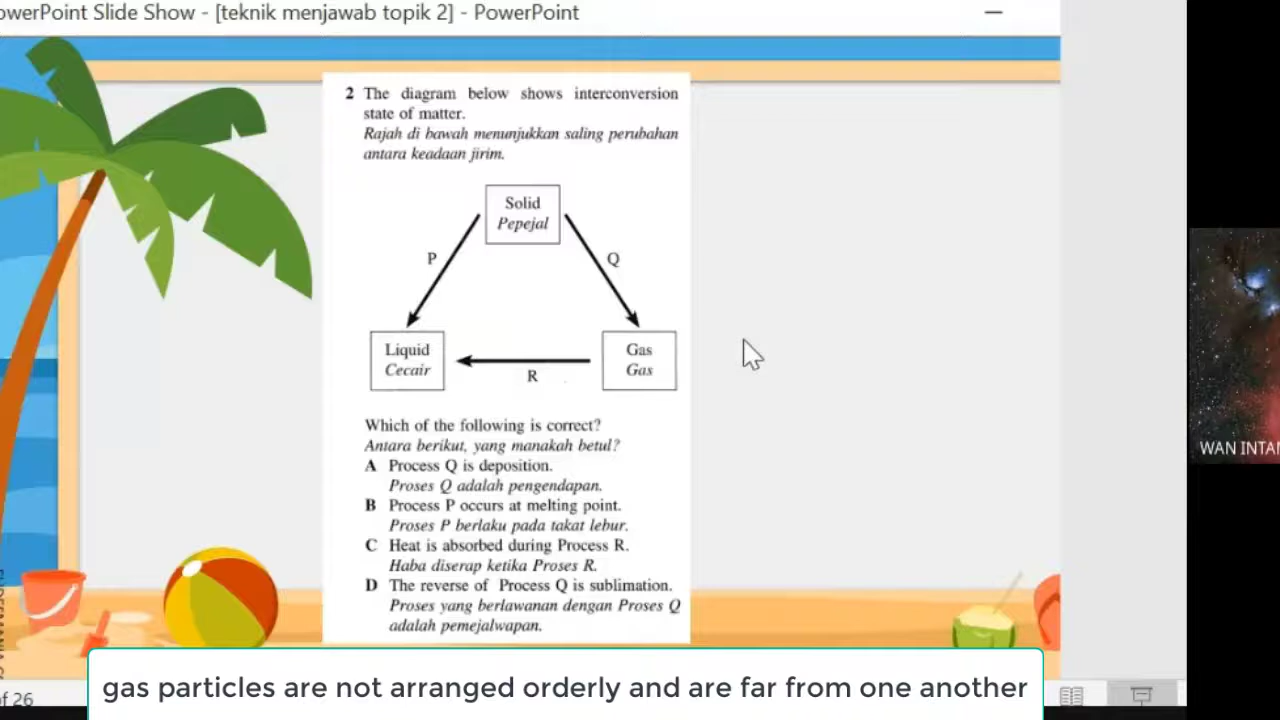 owerPoint Slide Show - [teknik menjawab topik 2] - PowerPoint
2 The diagram below shows interconversion
state of matter.
Rajah di bawah menunjukkan saling perubahan
antara keadaan jirim.
Solid
Pepejal
P
Q
Liquid
Cecair
Gas
Gas
R
Which of the following is correct?
Antara berikut, yang manakah betul?
A Process Q is deposition.
Proses Q adalah pengendapan.
B Process P occurs at melting point.
Proses P berlaku pada takat lebur.
C Heat is absorbed during Process R.
Haba diserap ketika Proses R.
D The reverse of Process Q is sublimation.
Proses yang berlawanan dengan Proses Q
adalah pemejalwapan.
WAN INTAN
gas particles are not arranged orderly and are far from one another
of 26